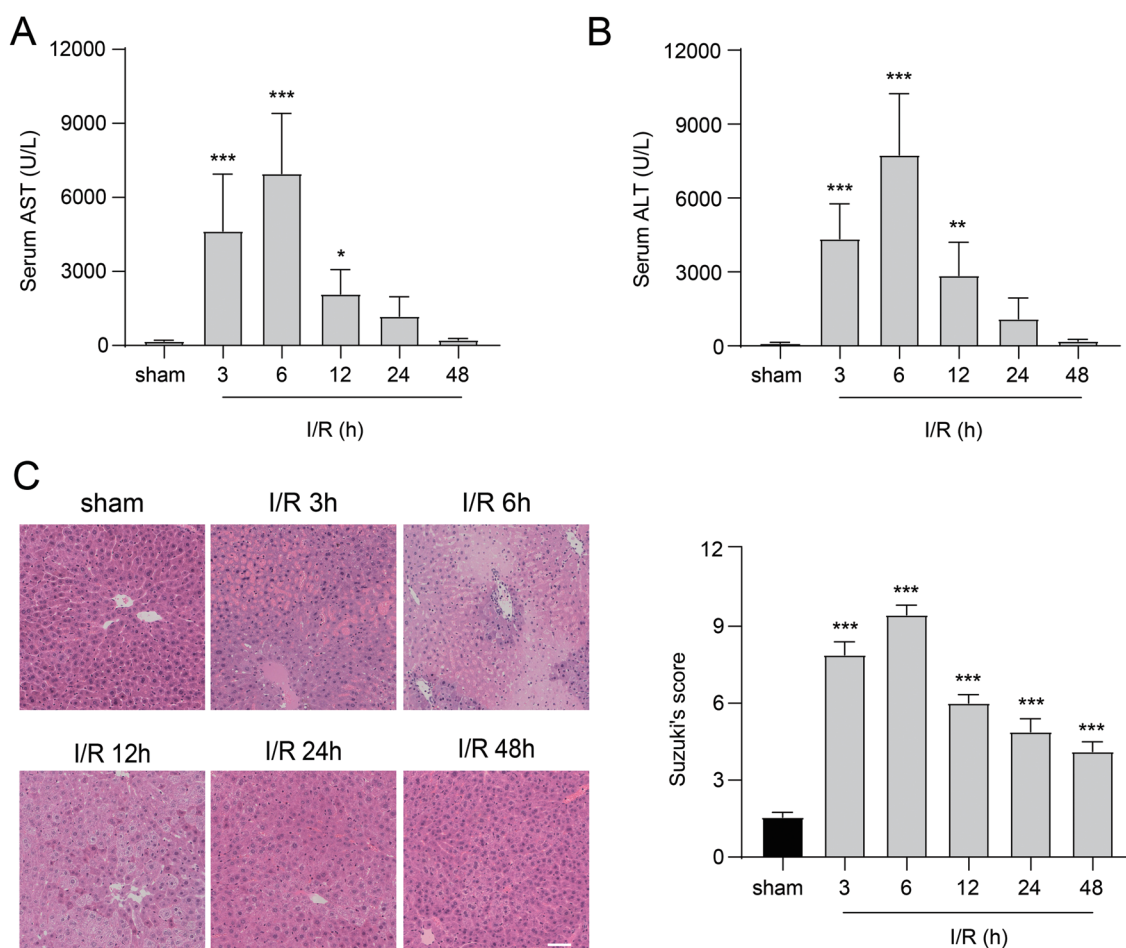 A
12000
9000
6000
3000
0
Serum AST (U/L)
***
***
*
sham 3 6 12 24 48
I/R (h)
B
12000
9000
6000
3000
0
Serum ALT (U/L)
***
***
**
sham 3 6 12 24 48
I/R (h)
C
sham I/R 3h I/R 6h
I/R 12h I/R 24h I/R 48h
12
9
6
3
0
Suzuki's score
***
***
***
***
***
sham 3 6 12 24 48
I/R (h)